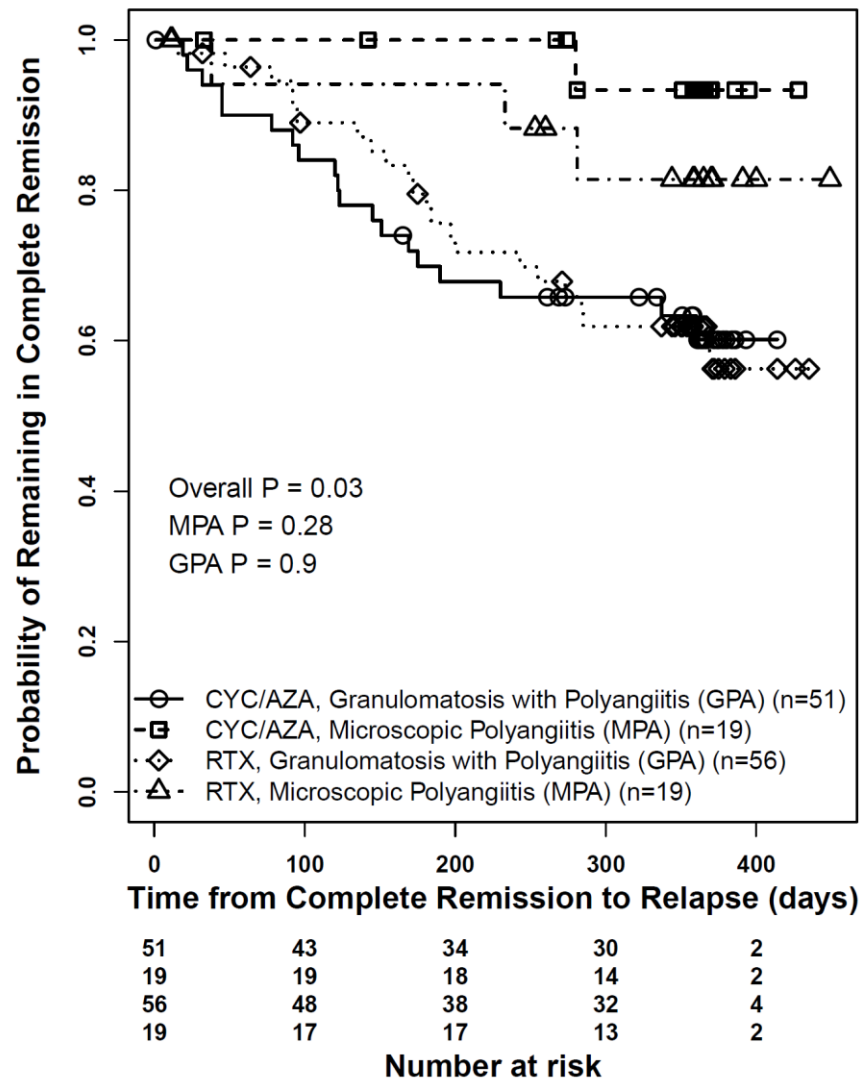 Probability of Remaining in Complete Remission
1.0
0.8
0.6
0.4
0.2
0.0
Overall P = 0.03
MPA P = 0.28
GPA P = 0.9
CYC/AZA, Granulomatosis with Polyangiitis (GPA) (n=51)
CYC/AZA, Microscopic Polyangiitis (MPA) (n=19)
RTX, Granulomatosis with Polyangiitis (GPA) (n=56)
RTX, Microscopic Polyangiitis (MPA) (n=19)
0 100 200 300 400
Time from Complete Remission to Relapse (days)
51 43 34 30 2
19 19 18 14 2
56 48 38 32 4
19 17 17 13 2
Number at risk